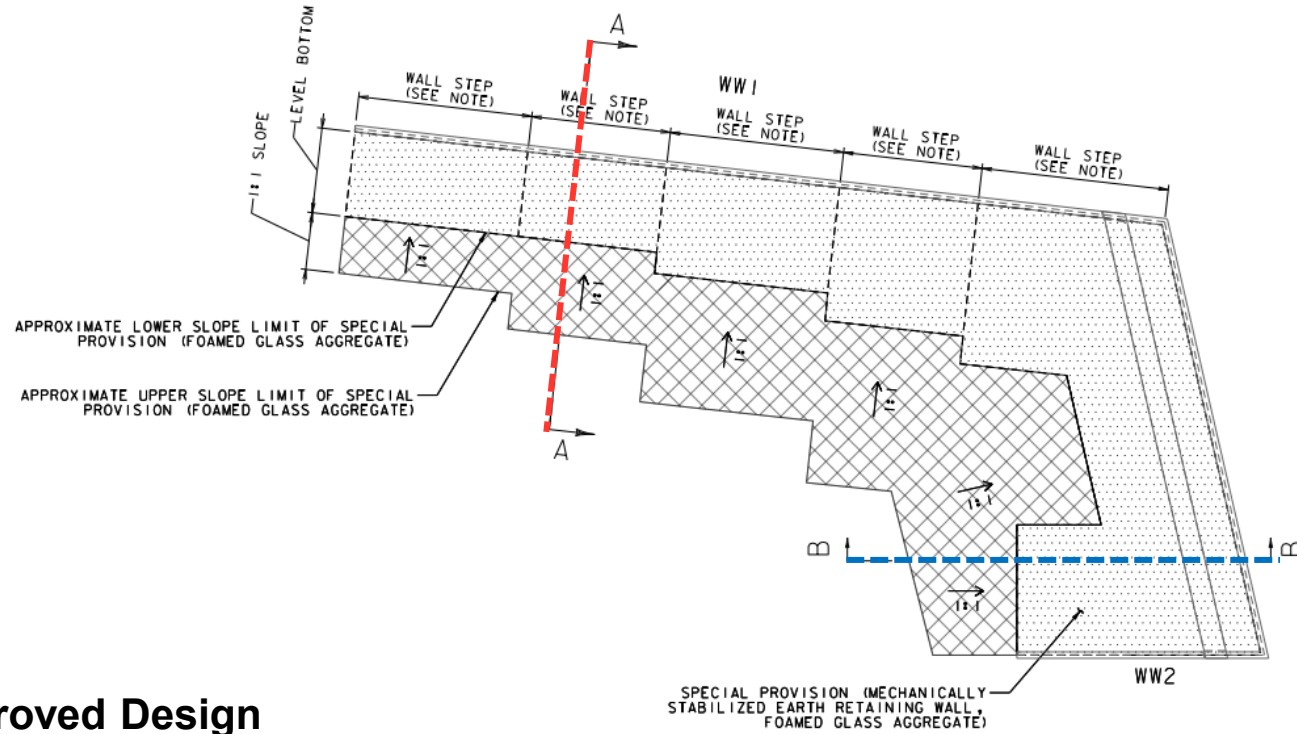 A
WW1
WALL STEP
(SEE NOTE)
WALL STEP
(SEE NOTE)
WALL STEP
(SEE NOTE)
WALL STEP
(SEE NOTE)
WALL STEP
(SEE NOTE)
LEVEL BOTTOM
1:1 SLOPE
1:1
1:1
1:1
1:1
1:1
1:1
APPROXIMATE LOWER SLOPE LIMIT OF SPECIAL
PROVISION (FOAMED GLASS AGGREGATE)
APPROXIMATE UPPER SLOPE LIMIT OF SPECIAL
PROVISION (FOAMED GLASS AGGREGATE)
A
B
B
WW2
SPECIAL PROVISION (MECHANICALLY
STABILIZED EARTH RETAINING WALL,
FOAMED GLASS AGGREGATE)
roved Design